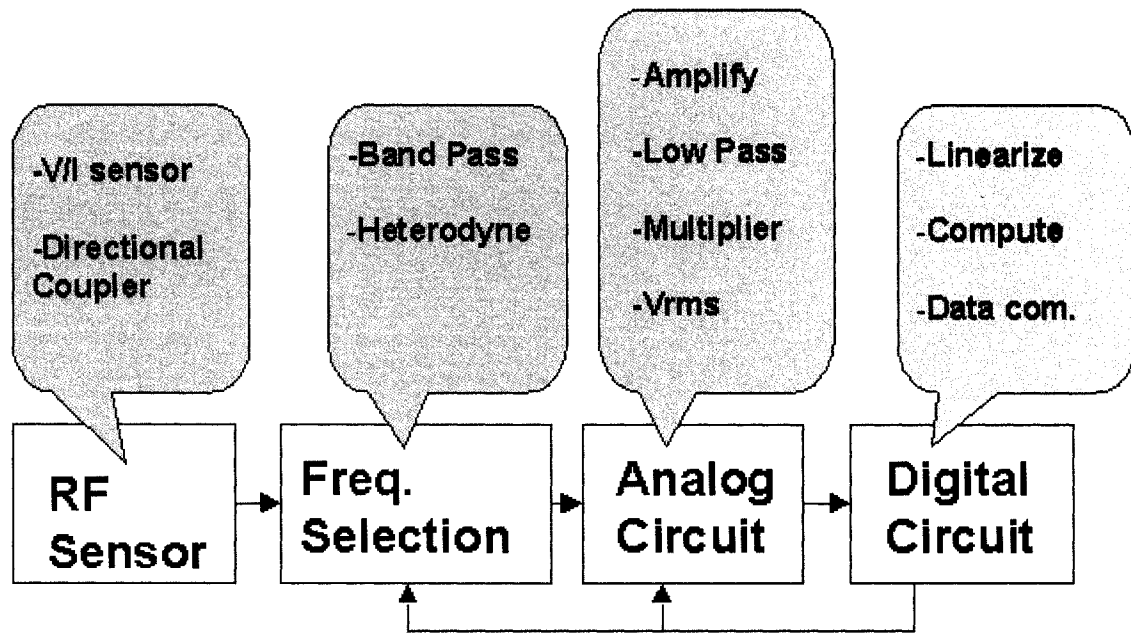 -V/I sensor
-Directional
Coupler
-Band Pass
-Heterodyne
-Amplify
-Low Pass
-Multiplier
-Vrms
-Linearize
-Compute
-Data com.
RF
Sensor
Freq.
Selection
Analog
Circuit
Digital
Circuit